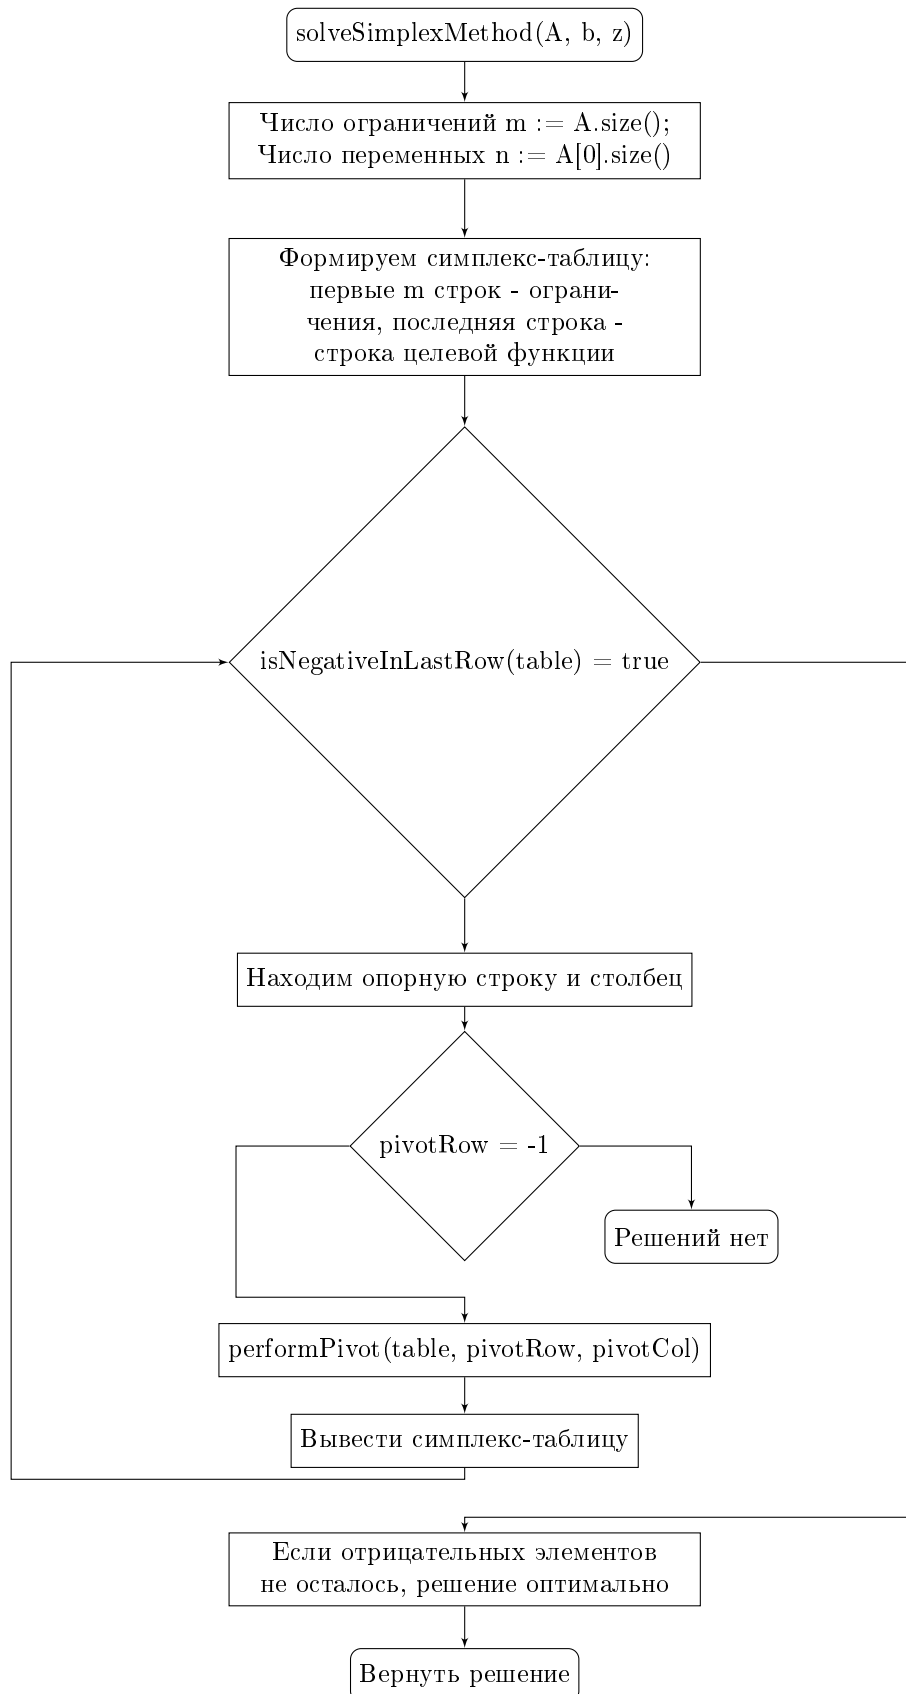 solveSimplexMethod(A, b, z)
Число ограничений m := A.size();
Число переменных n := A[0].size()
Формируем симплекс-таблицу:
первые m строк - ограни-
чения, последняя строка -
строка целевой функции
isNegativeInLastRow(table) = true
Находим опорную строку и столбец
pivotRow = -1
Решений нет
performPivot(table, pivotRow, pivotCol)
Вывести симплекс-таблицу
Если отрицательных элементов
не осталось, решение оптимально
Вернуть решение